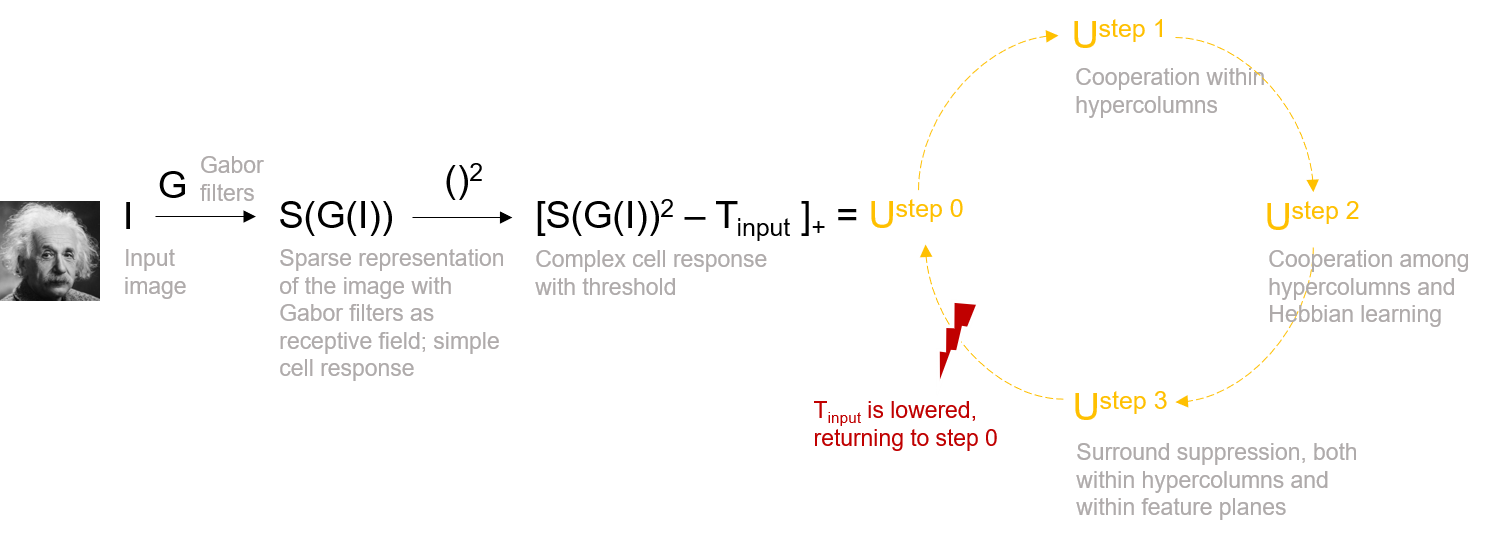 I
G
Gabor
filters
Input
image
S(G(I))
Sparse representation
of the image with
Gabor filters as
receptive field; simple
cell response
()²
[S(G(I))² – Tinput ]+ = Ustep 0
Complex cell response
with threshold
Ustep 1
Cooperation within
hypercolumns
Ustep 2
Cooperation among
hypercolumns and
Hebbian learning
Ustep 3
Surround suppression, both
within hypercolumns and
within feature planes
Tinput is lowered,
returning to step 0